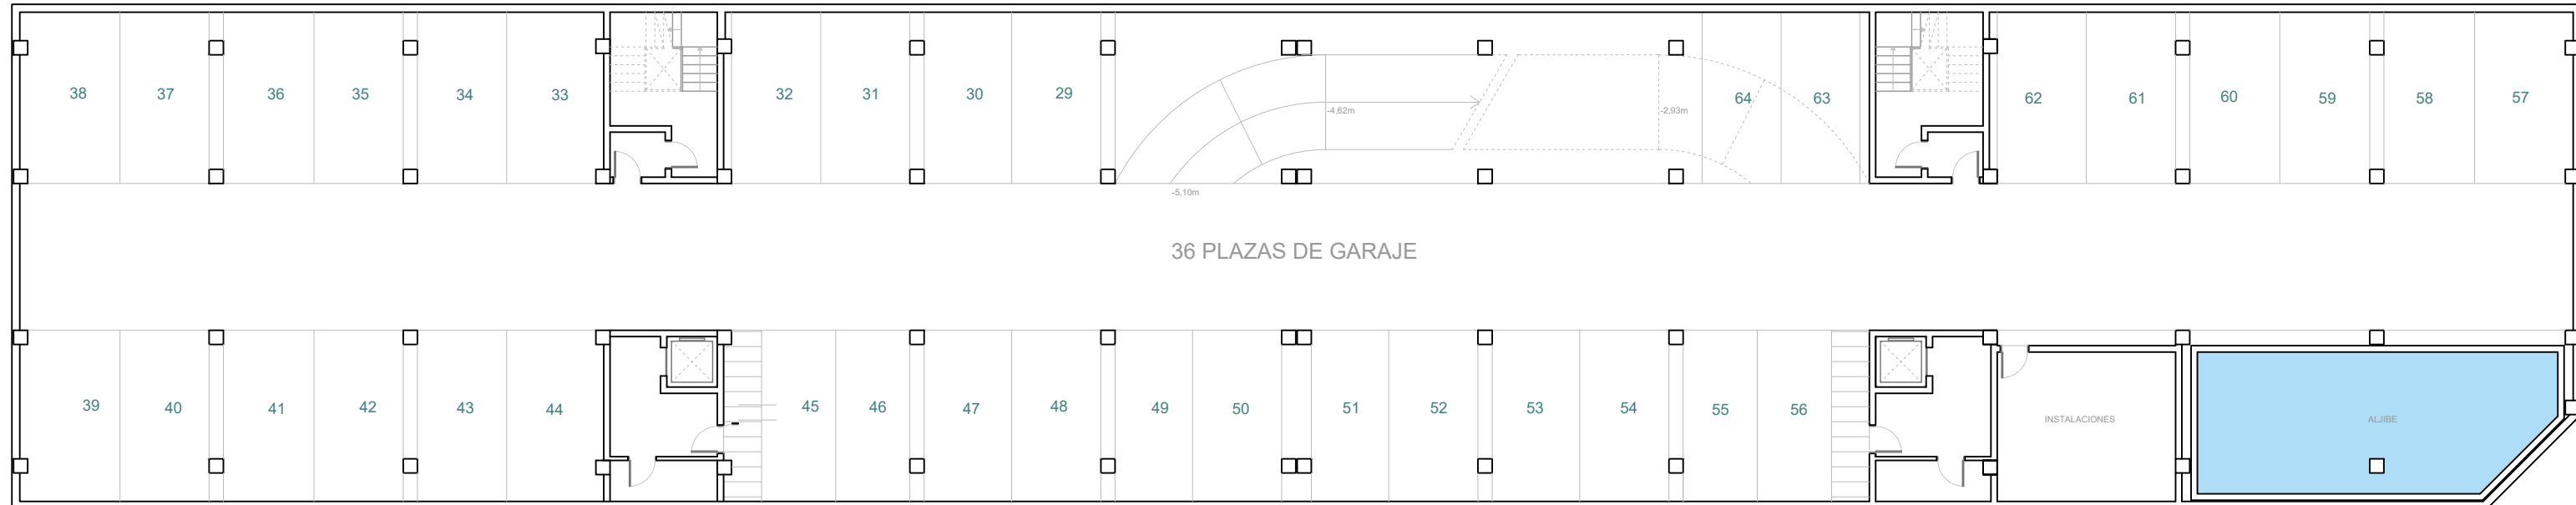 38 37 36 35 34 33 32 31 30 29 64 63 62 61 60 59 58 57
-4,62m -2,93m
-5,10m
36 PLAZAS DE GARAJE
39 40 41 42 43 44 45 46 47 48 49 50 51 52 53 54 55 56
INSTALACIONES ALJIBE